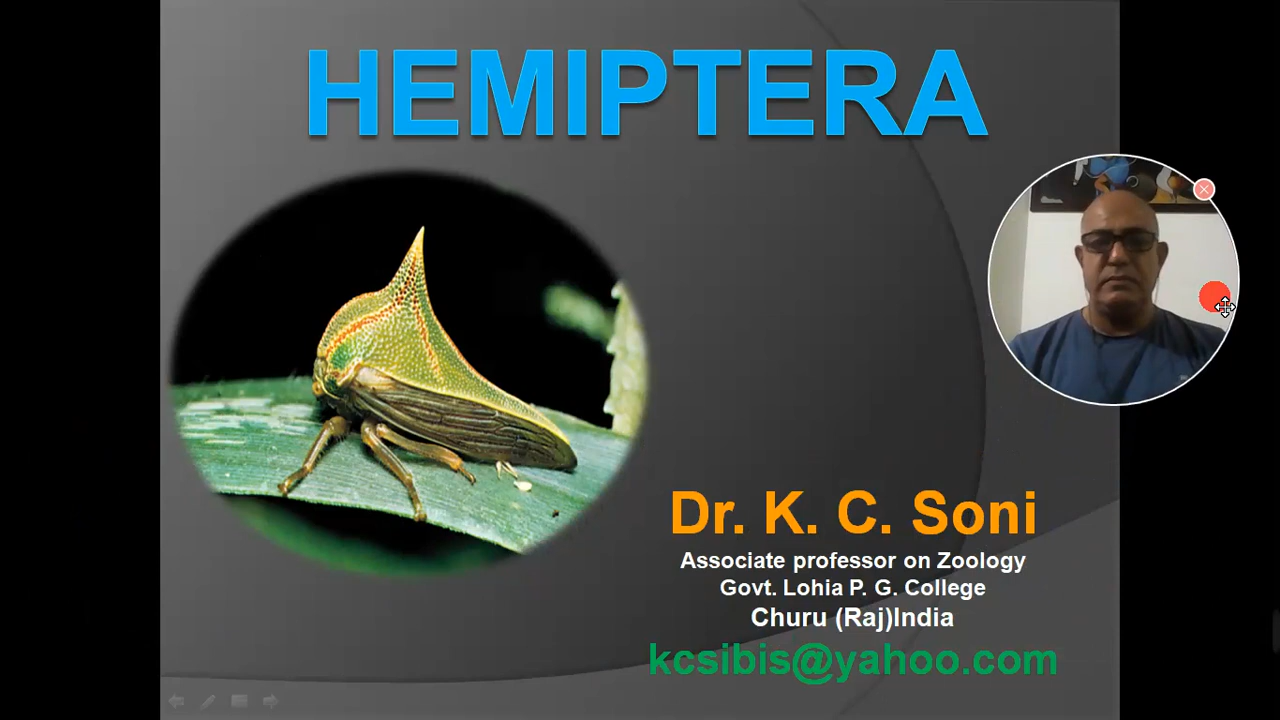 HEMIPTERA
Dr. K. C. Soni
Associate professor on Zoology
Govt. Lohia P. G. College
Churu (Raj)India
kcsibis@yahoo.com